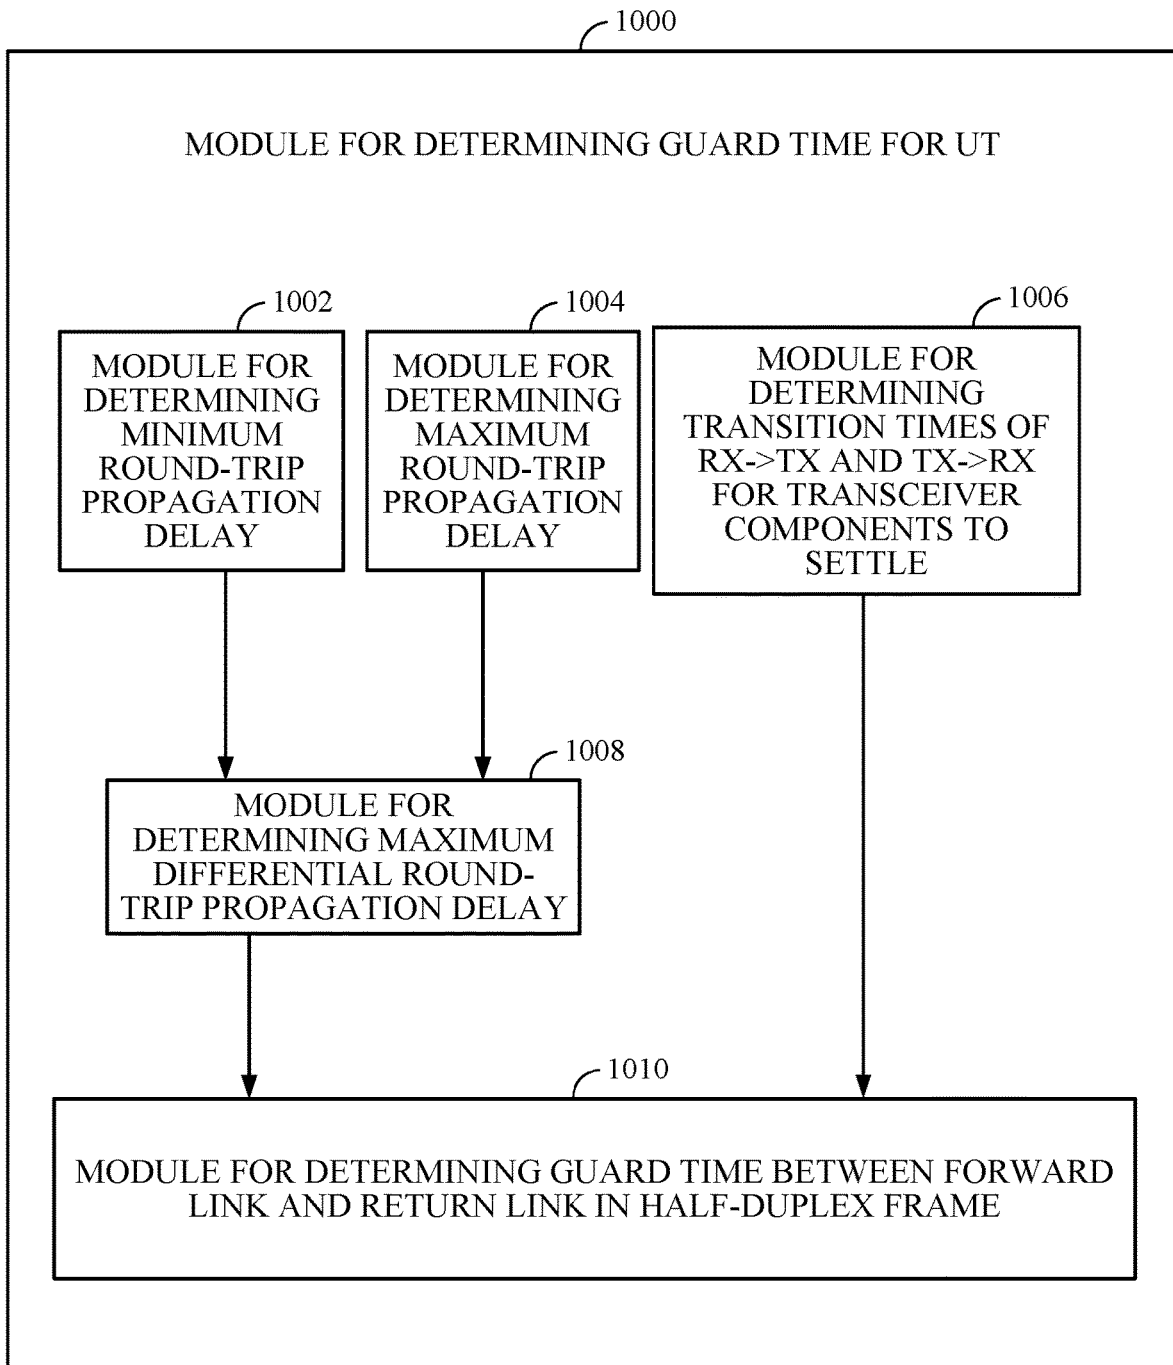 1000
MODULE FOR DETERMINING GUARD TIME FOR UT
1002
MODULE FOR
DETERMINING
MINIMUM
ROUND-TRIP
PROPAGATION
DELAY
1004
MODULE FOR
DETERMINING
MAXIMUM
ROUND-TRIP
PROPAGATION
DELAY
1006
MODULE FOR
DETERMINING
TRANSITION TIMES OF
RX->TX AND TX->RX
FOR TRANSCEIVER
COMPONENTS TO
SETTLE
1008
MODULE FOR
DETERMINING MAXIMUM
DIFFERENTIAL ROUND-
TRIP PROPAGATION DELAY
1010
MODULE FOR DETERMINING GUARD TIME BETWEEN FORWARD
LINK AND RETURN LINK IN HALF-DUPLEX FRAME